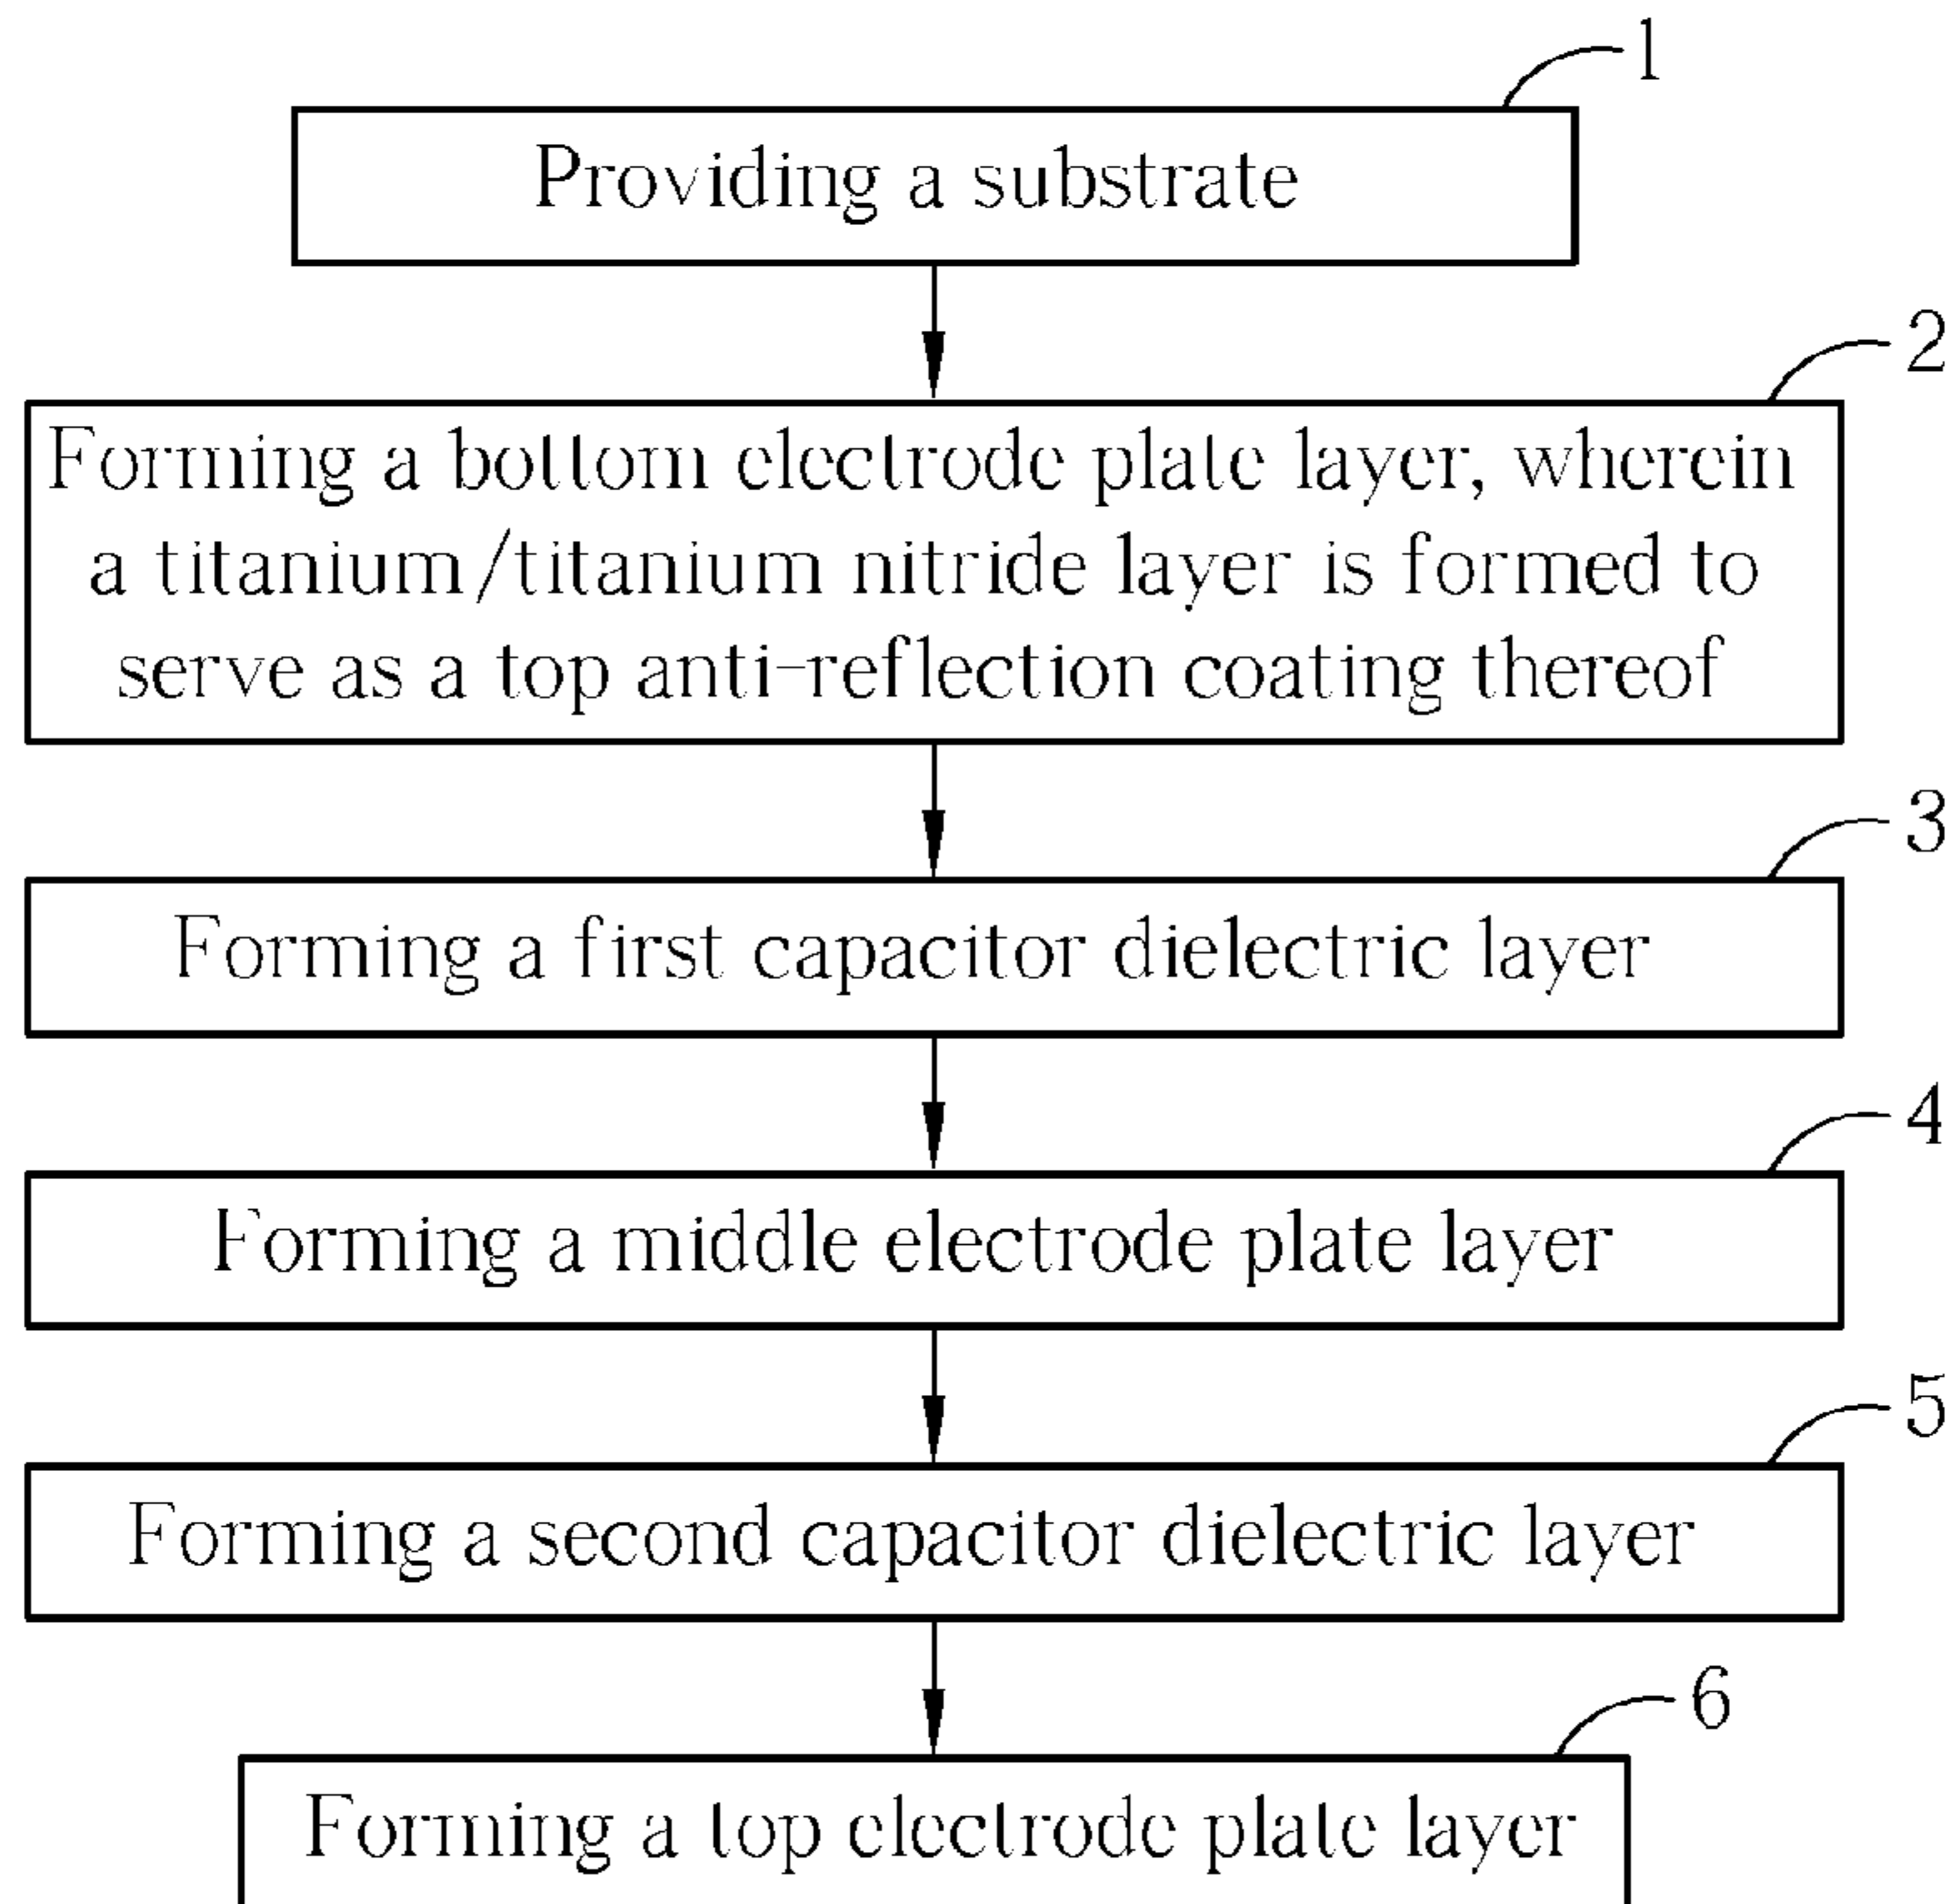 1
Providing a substrate
2
Forming a bottom electrode plate layer, wherein
a titanium/titanium nitride layer is formed to
serve as a top anti-reflection coating thereof
3
Forming a first capacitor dielectric layer
4
Forming a middle electrode plate layer
5
Forming a second capacitor dielectric layer
6
Forming a top electrode plate layer